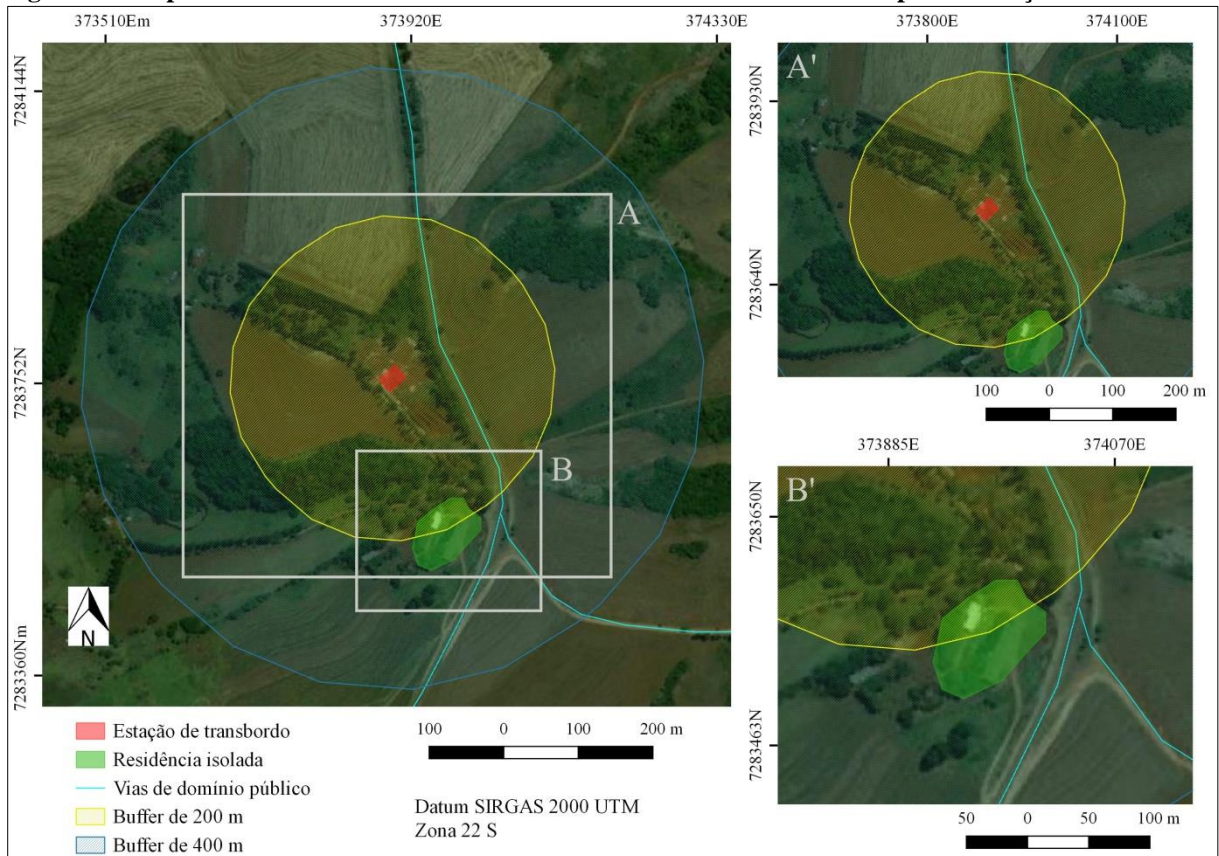 373510Em 373920E 374330E
7284144N
7283752N
7283360Nm
A
B
N
Estação de transbordo
Residência isolada
Vias de domínio público
Buffer de 200 m
Buffer de 400 m
100 0 100 200 m
Datum SIRGAS 2000 UTM
Zona 22 S
373800E 374100E
A'
7283930N
7283640N
100 0 100 200 m
373885E 374070E
B'
7283650N
7283463N
50 0 50 100 m